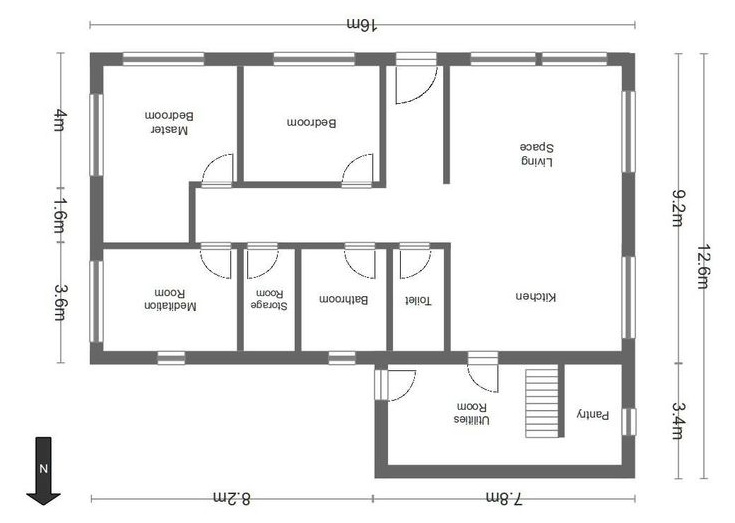 16m
4m
1.6m
3.6m
9.2m
12.6m
3.4m
8.2m
7.8m
Master
Bedroom
Bedroom
Living
Space
Meditation
Room
Storage
Room
Bathroom
Toilet
Kitchen
Utilities
Room
Pantry
N